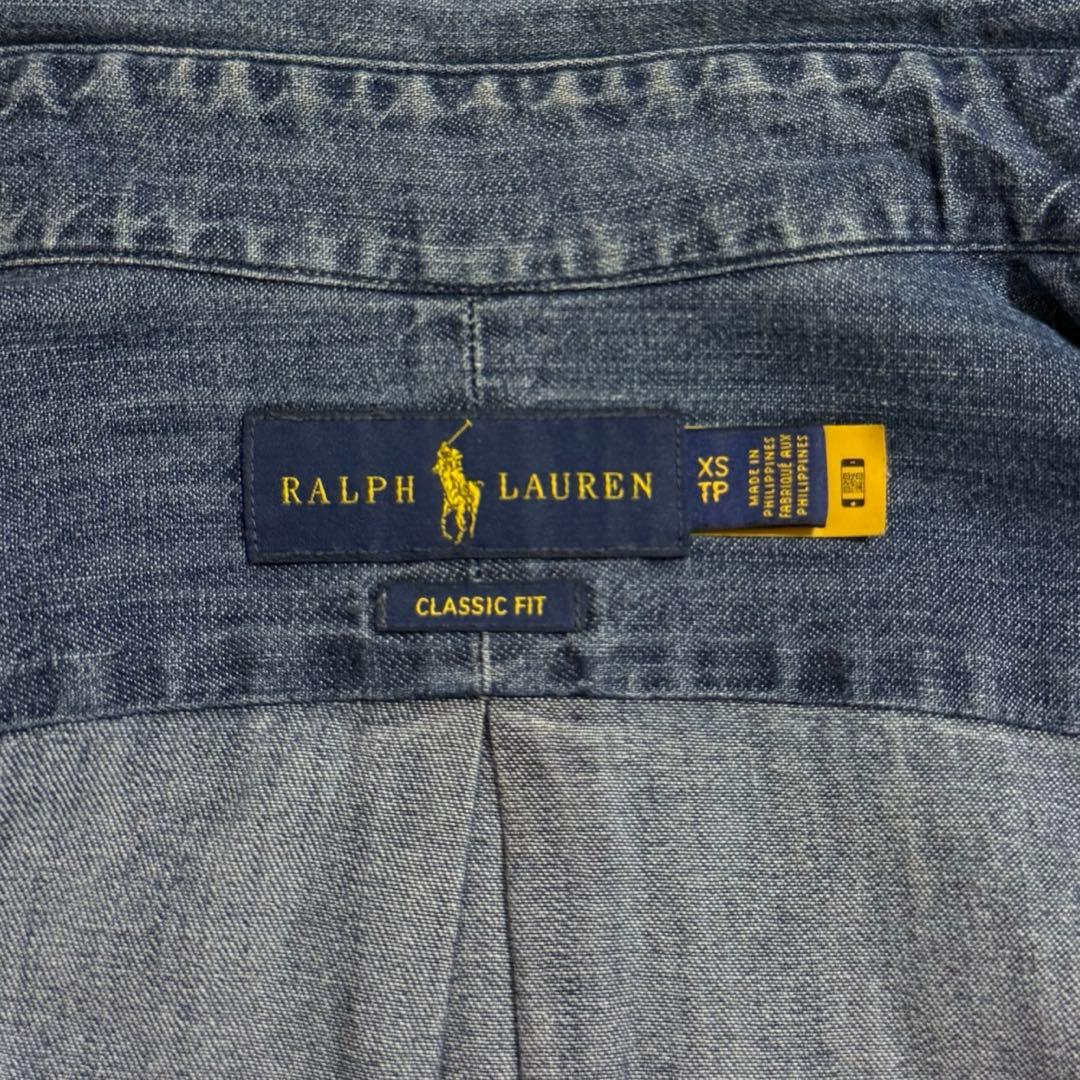 RALPH LAUREN
XS
TP
MADE IN
PHILIPPINES
FABRIQUÉ AUX
PHILIPPINES
CLASSIC FIT